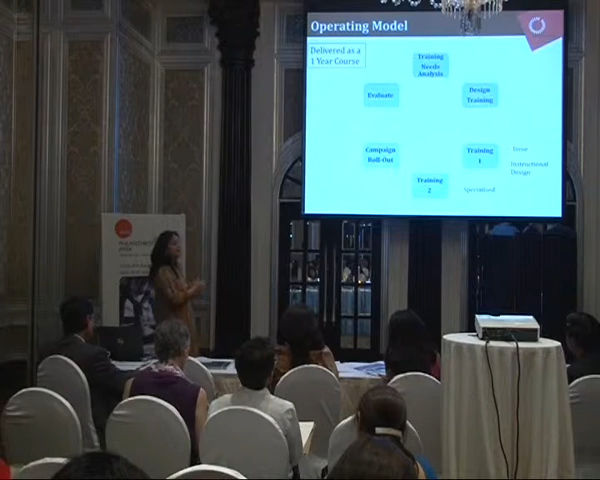 Operating Model
Delivered as a
1 Year Course
Training
Needs
Analysis
Evaluate
Design
Training
Campaign
Roll-Out
Training
1
Instructional
Design
Training
2
Specialised